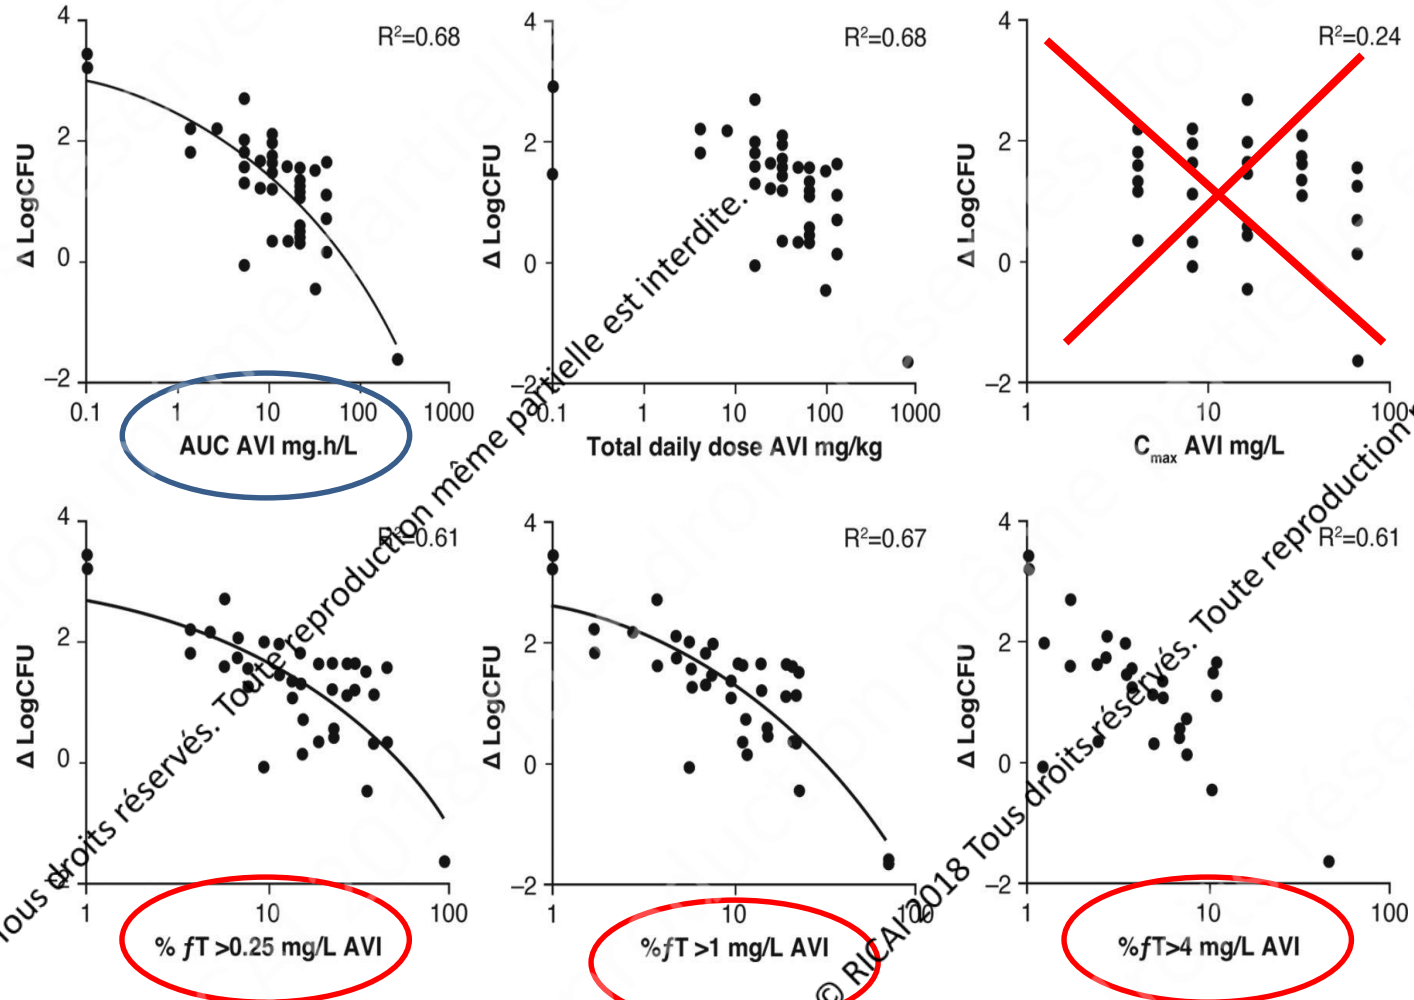 4
2
0
−2
Δ LogCFU
R²=0.68
0.1 1 10 100 1000
AUC AVI mg.h/L
4
2
0
−2
Δ LogCFU
R²=0.68
0.1 1 10 100 1000
Total daily dose AVI mg/kg
4
2
0
−2
Δ LogCFU
R²=0.24
1 10 100
Cmax AVI mg/L
4
2
0
−2
Δ LogCFU
R²=0.61
1 10 100
% ƒT >0.25 mg/L AVI
4
2
0
−2
Δ LogCFU
R²=0.67
1 10 100
%ƒT >1 mg/L AVI
4
2
0
−2
Δ LogCFU
R²=0.61
1 10 100
%ƒT>4 mg/L AVI
Tous droits réservés. Toute reproduction même partielle est interdite.
© RICAI 2018 Tous droits réservés. Toute reproduction